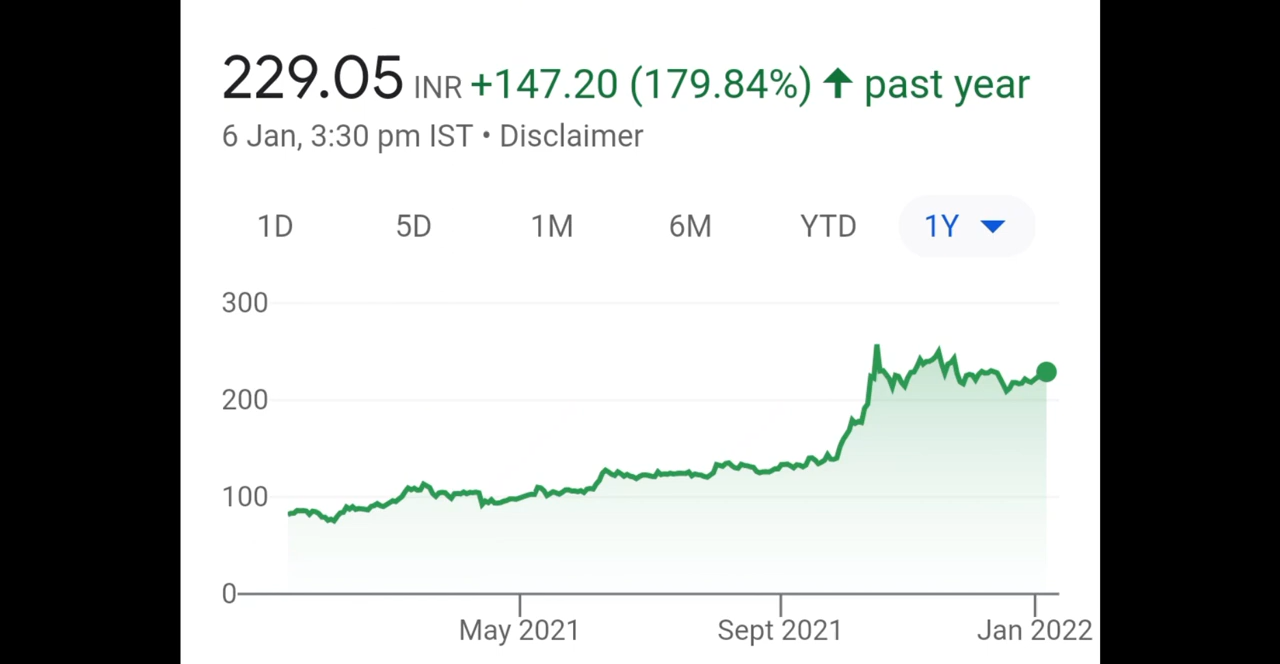 229.05 INR +147.20 (179.84%) ↑ past year
6 Jan, 3:30 pm IST • Disclaimer
1D 5D 1M 6M YTD 1Y
300
200
100
0
May 2021 Sept 2021 Jan 2022